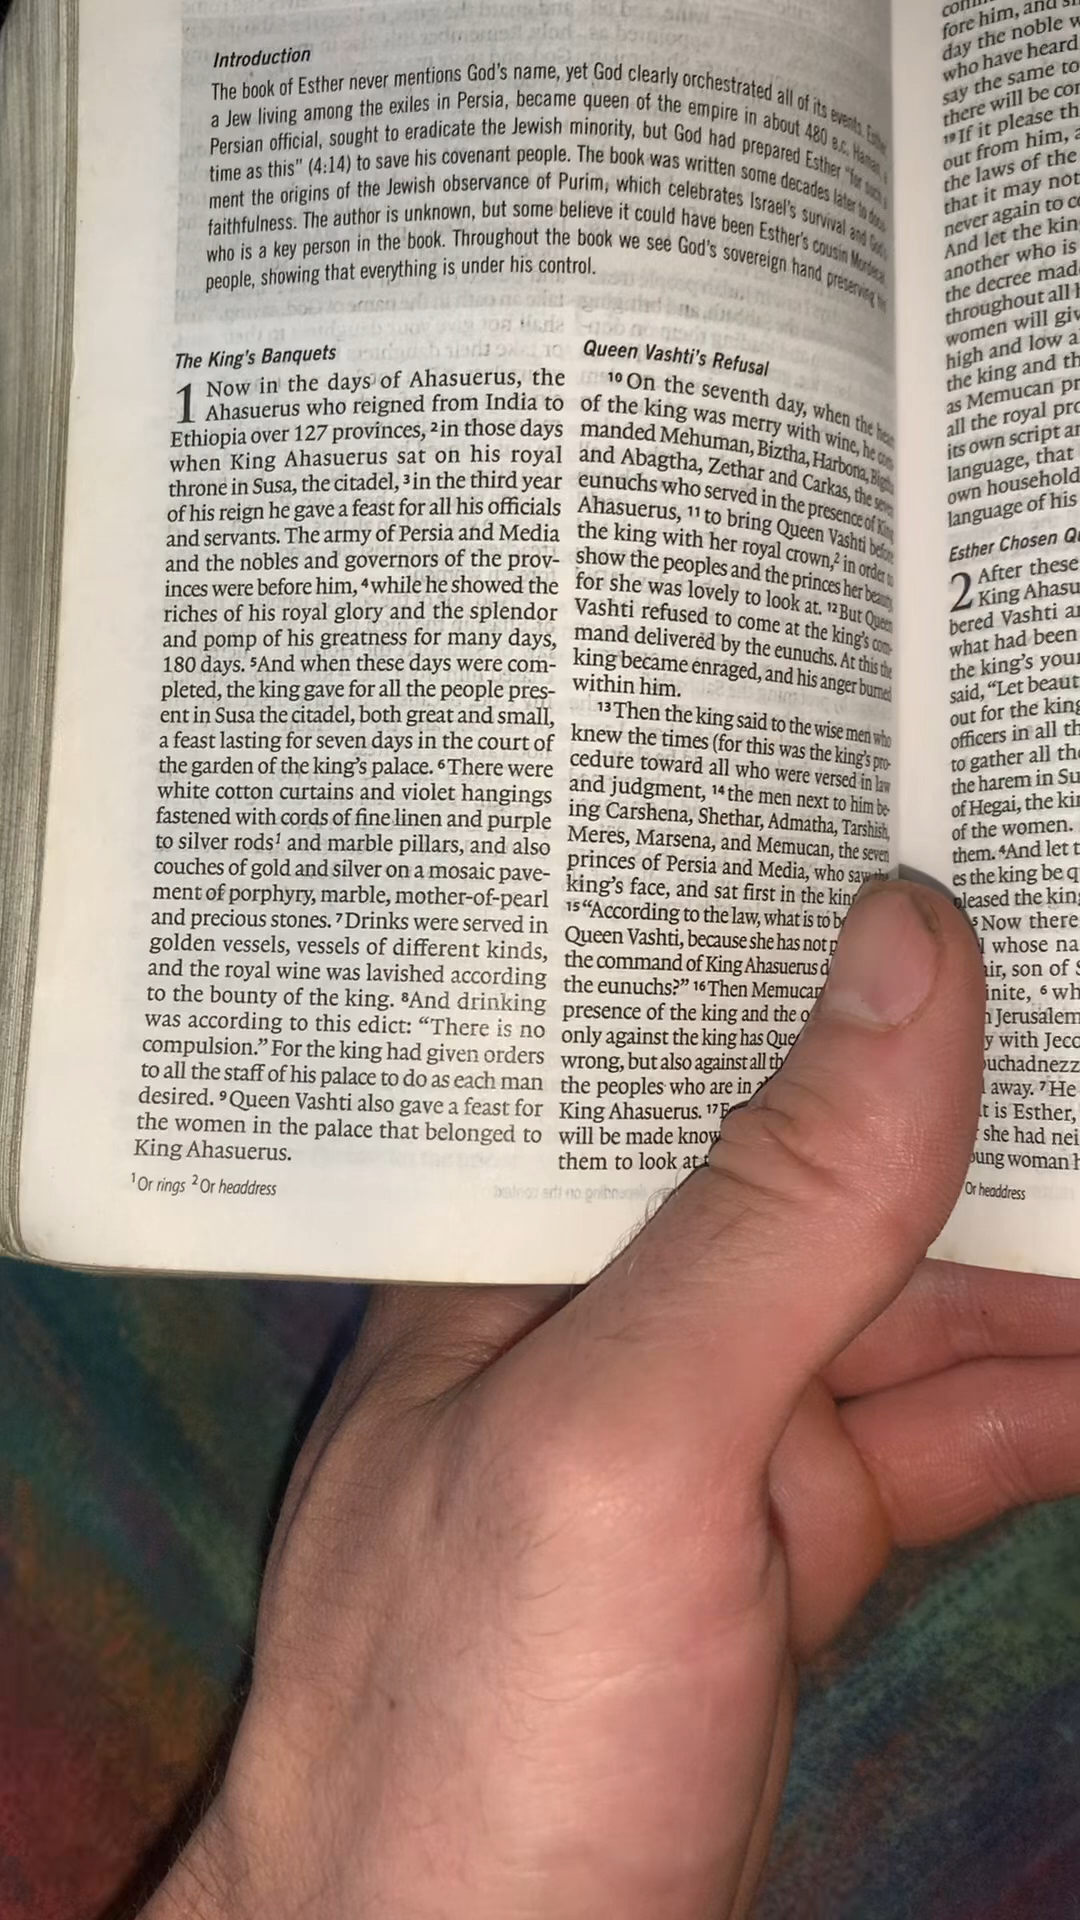 Introduction
The book of Esther never mentions God's name, yet God clearly orchestrated all of its events. Esther,
a Jew living among the exiles in Persia, became queen of the empire in about 480 B.C. Haman, a
Persian official, sought to eradicate the Jewish minority, but God had prepared Esther "for such a
time as this" (4:14) to save his covenant people. The book was written some decades later to docu-
ment the origins of the Jewish observance of Purim, which celebrates Israel's survival and God's
faithfulness. The author is unknown, but some believe it could have been Esther's cousin Mordecai,
who is a key person in the book. Throughout the book we see God's sovereign hand preserving his
people, showing that everything is under his control.
The King's Banquets
1 Now in the days of Ahasuerus, the
Ahasuerus who reigned from India to
Ethiopia over 127 provinces, 2 in those days
when King Ahasuerus sat on his royal
throne in Susa, the citadel, 3 in the third year
of his reign he gave a feast for all his officials
and servants. The army of Persia and Media
and the nobles and governors of the prov-
inces were before him, 4 while he showed the
riches of his royal glory and the splendor
and pomp of his greatness for many days,
180 days. 5 And when these days were com-
pleted, the king gave for all the people pres-
ent in Susa the citadel, both great and small,
a feast lasting for seven days in the court of
the garden of the king's palace. 6 There were
white cotton curtains and violet hangings
fastened with cords of fine linen and purple
to silver rods1 and marble pillars, and also
couches of gold and silver on a mosaic pave-
ment of porphyry, marble, mother-of-pearl
and precious stones. 7 Drinks were served in
golden vessels, vessels of different kinds,
and the royal wine was lavished according
to the bounty of the king. 8 And drinking
was according to this edict: "There is no
compulsion." For the king had given orders
to all the staff of his palace to do as each man
desired. 9 Queen Vashti also gave a feast for
the women in the palace that belonged to
King Ahasuerus.
1 Or rings 2 Or headdress
Queen Vashti's Refusal
10 On the seventh day, when the heart
of the king was merry with wine, he com-
manded Mehuman, Biztha, Harbona, Bigtha
and Abagtha, Zethar and Carkas, the seven
eunuchs who served in the presence of King
Ahasuerus, 11 to bring Queen Vashti before
the king with her royal crown,2 in order to
show the peoples and the princes her beauty,
for she was lovely to look at. 12 But Queen
Vashti refused to come at the king's com-
mand delivered by the eunuchs. At this the
king became enraged, and his anger burned
within him.
13 Then the king said to the wise men who
knew the times (for this was the king's pro-
cedure toward all who were versed in law
and judgment, 14 the men next to him be-
ing Carshena, Shethar, Admatha, Tarshish,
Meres, Marsena, and Memucan, the seven
princes of Persia and Media, who saw the
king's face, and sat first in the
15 "According to the law, what is to
Queen Vashti, because she has not
the command of King Ahasuerus
the eunuchs?" 16 Then Memucan
presence of the king and the
only against the king has
wrong, but also against all
the peoples who are in
King Ahasuerus. 17
will be made
them to look at
fore him, and
day the noble
who have heard
say the same to
there will be
19 If it please
out from him,
the laws of the
that it may not
never again to
And let the
another who is
the decree
throughout all
women will
high and low
the king and
as Memucan
all the royal
its own script
language, that
own household
language of his
Esther Chosen
2 After these
King
bered Vashti
what had been
the king's
said, "Let
out for the king
officers in all
to gather all
the harem in
of Hegai, the
of the women.
them. 4 And let
es the king be
pleased the
5 Now there
whose
son of
6
Jerusalem
with
away. 7 He
is Esther,
she had
woman
Or headdress